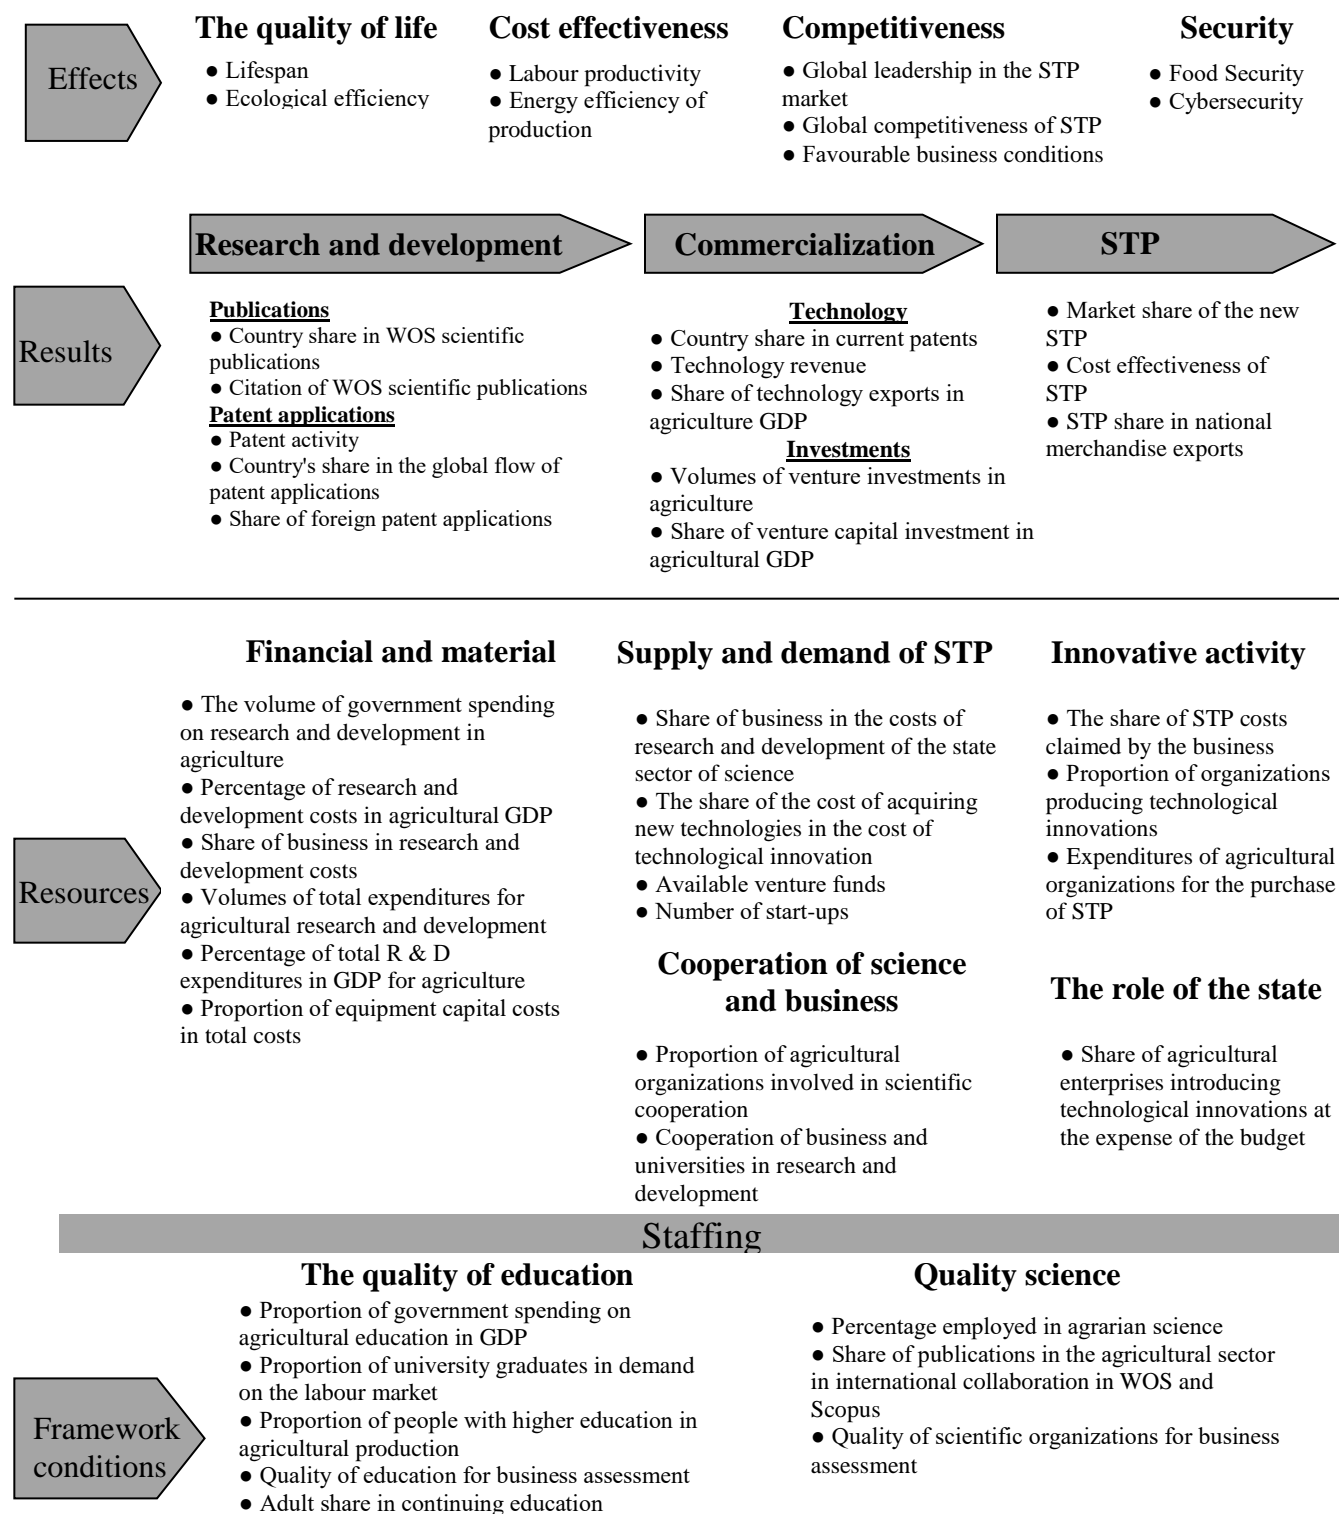 Effects
The quality of life
● Lifespan
● Ecological efficiency
Cost effectiveness
● Labour productivity
● Energy efficiency of
production
Competitiveness
● Global leadership in the STP
market
● Global competitiveness of STP
● Favourable business conditions
Security
● Food Security
● Cybersecurity
Results
Research and development
Publications
● Country share in WOS scientific
publications
● Citation of WOS scientific publications
Patent applications
● Patent activity
● Country's share in the global flow of
patent applications
● Share of foreign patent applications
Commercialization
Technology
● Country share in current patents
● Technology revenue
● Share of technology exports in
agriculture GDP
Investments
● Volumes of venture investments in
agriculture
● Share of venture capital investment in
agricultural GDP
STP
● Market share of the new
STP
● Cost effectiveness of
STP
● STP share in national
merchandise exports
Resources
Financial and material
● The volume of government spending
on research and development in
agriculture
● Percentage of research and
development costs in agricultural GDP
● Share of business in research and
development costs
● Volumes of total expenditures for
agricultural research and development
● Percentage of total R & D
expenditures in GDP for agriculture
● Proportion of equipment capital costs
in total costs
Supply and demand of STP
● Share of business in the costs of
research and development of the state
sector of science
● The share of the cost of acquiring
new technologies in the cost of
technological innovation
● Available venture funds
● Number of start-ups
Cooperation of science
and business
● Proportion of agricultural
organizations involved in scientific
cooperation
● Cooperation of business and
universities in research and
development
Innovative activity
● The share of STP costs
claimed by the business
● Proportion of organizations
producing technological
innovations
● Expenditures of agricultural
organizations for the purchase
of STP
The role of the state
● Share of agricultural
enterprises introducing
technological innovations at
the expense of the budget
Staffing
Framework
conditions
The quality of education
● Proportion of government spending on
agricultural education in GDP
● Proportion of university graduates in demand
on the labour market
● Proportion of people with higher education in
agricultural production
● Quality of education for business assessment
● Adult share in continuing education
Quality science
● Percentage employed in agrarian science
● Share of publications in the agricultural sector
in international collaboration in WOS and
Scopus
● Quality of scientific organizations for business
assessment